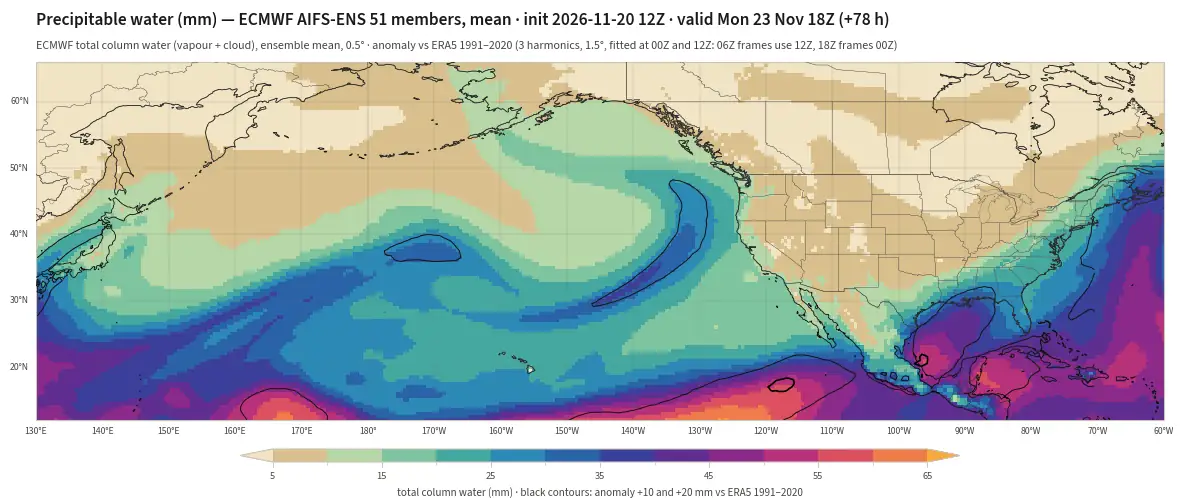 Precipitable water (mm) — ECMWF AIFS-ENS 51 members, mean · init 2026-11-20 12Z · valid Mon 23 Nov 18Z (+78 h)
ECMWF total column water (vapour + cloud), ensemble mean, 0.5° · anomaly vs ERA5 1991–2020 (3 harmonics, 1.5°, fitted at 00Z and 12Z: 06Z frames use 12Z, 18Z frames 00Z)
60°N
50°N
40°N
30°N
20°N
130°E 140°E 150°E 160°E 170°E 180° 170°W 160°W 150°W 140°W 130°W 120°W 110°W 100°W 90°W 80°W 70°W 60°W
5 15 25 35 45 55 65
total column water (mm) · black contours: anomaly +10 and +20 mm vs ERA5 1991–2020